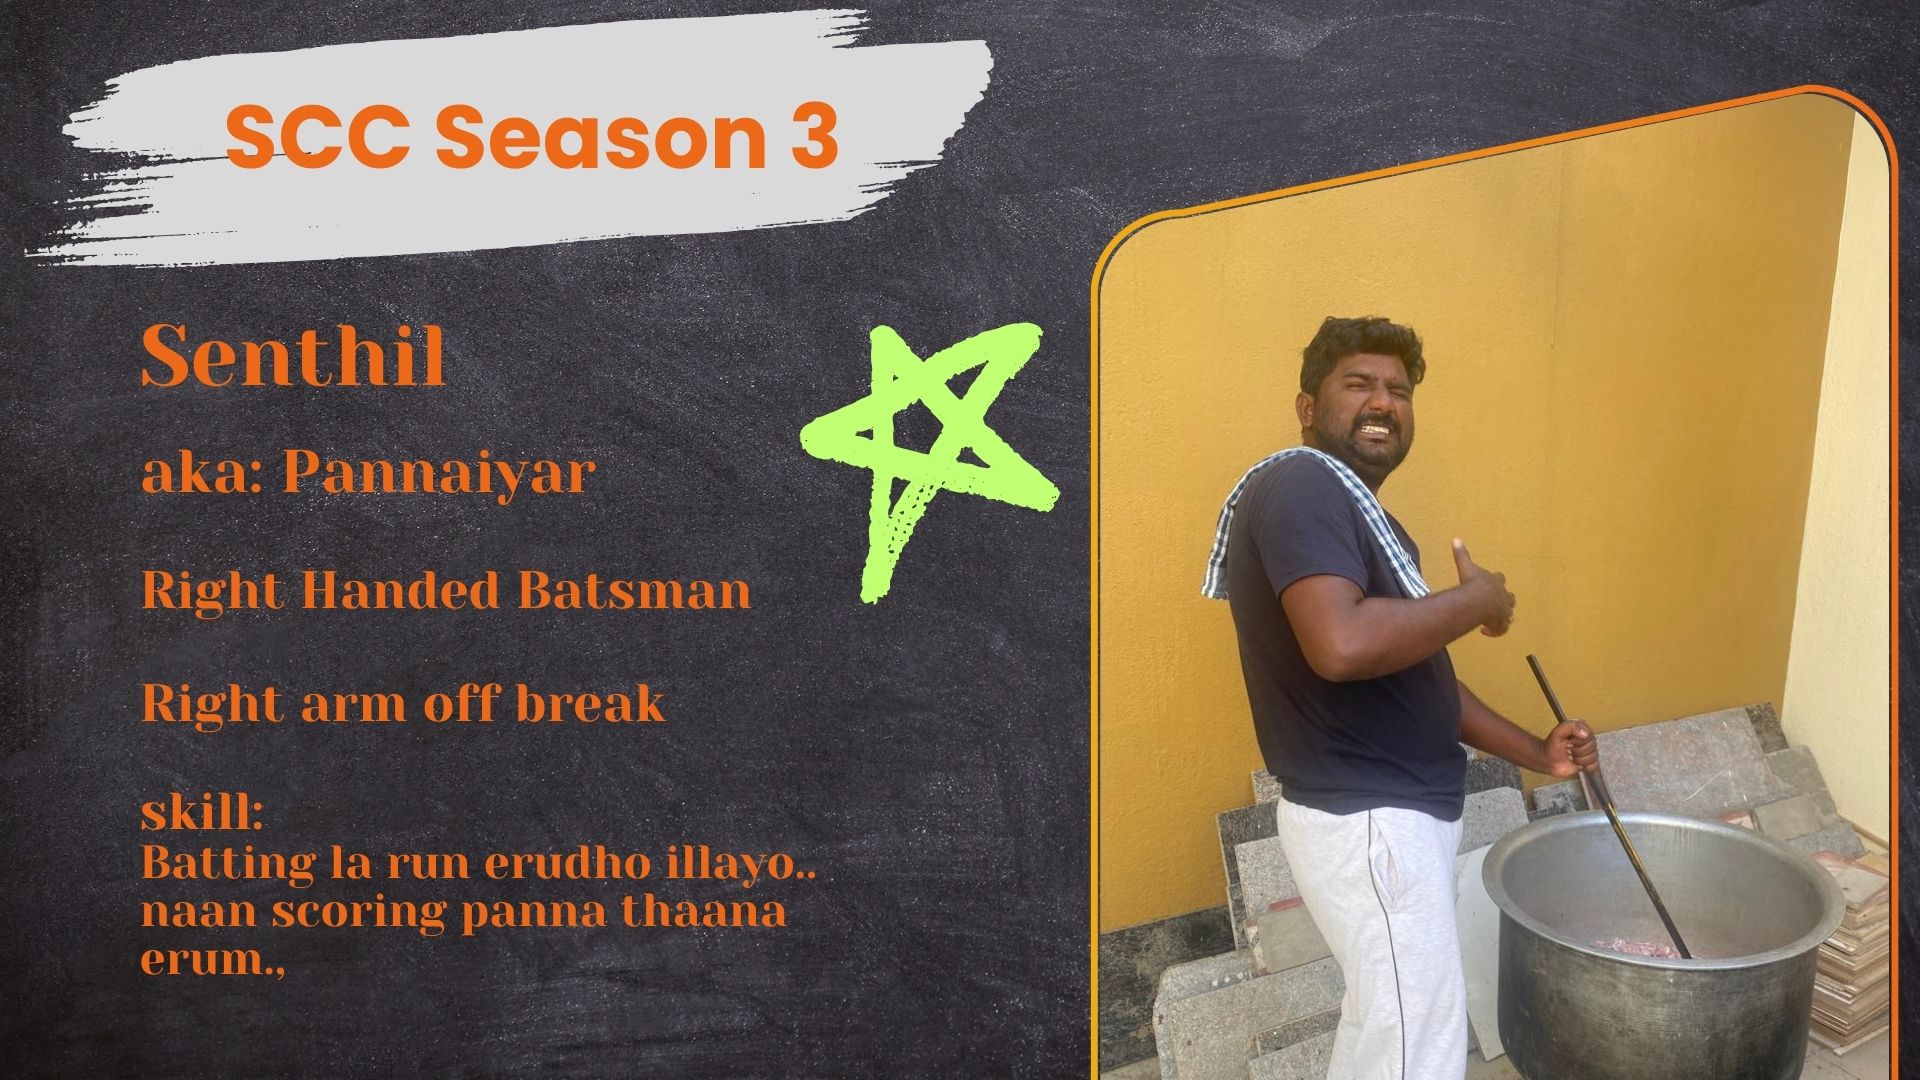 SCC Season 3
Senthil
aka: Pannaiyar
Right Handed Batsman
Right arm off break
skill:
Batting la run erudho illayo..
naan scoring panna thaana
erum.,